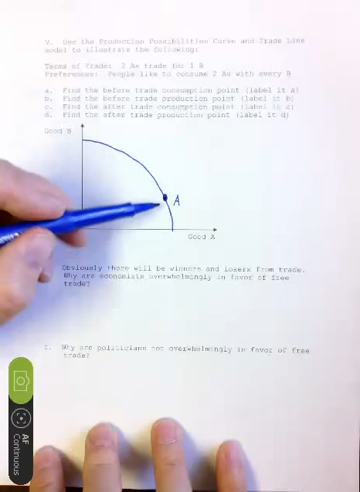 V. Use the Production Possibilities Curve and Trade Line
model to illustrate the following:
Terms of Trade: 2 As trade for 1 B
Preferences: People like to consume 2 As with every B
a. Find the before trade consumption point (label it a)
b. Find the before trade production point (label it b)
c. Find the after trade consumption point (label it c)
d. Find the after trade production point (label it d)
Good B
A
Good A
Obviously there will be winners and losers from trade.
Why are economists overwhelmingly in favor of free
trade?
Why are politicians not overwhelmingly in favor of free
trade?
AF
Continuous